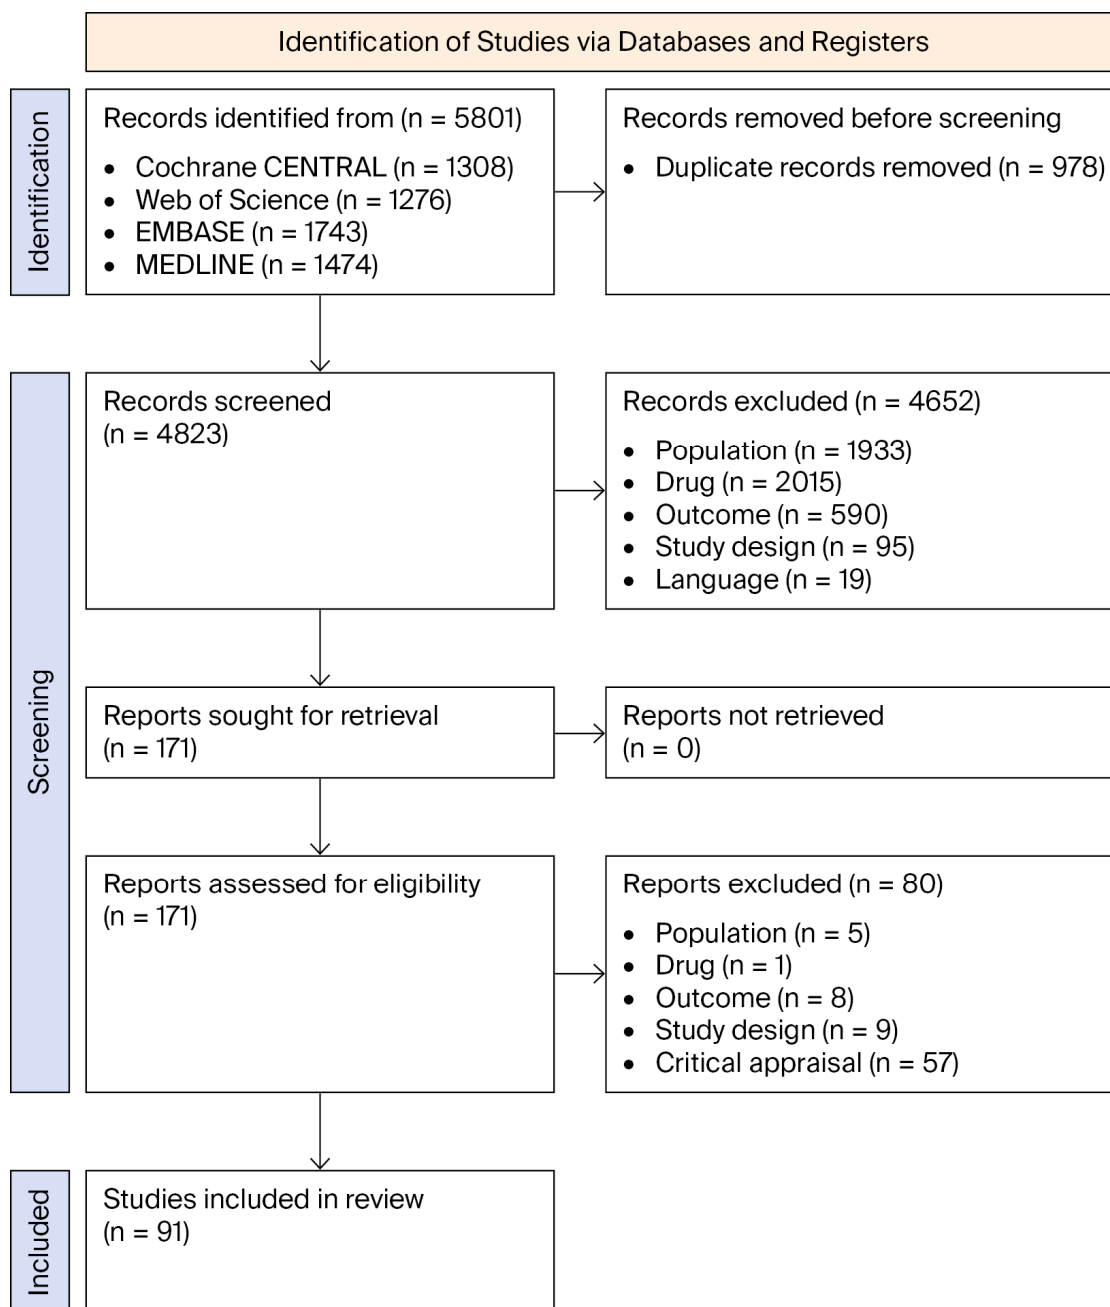 Identification of Studies via Databases and Registers
Identification
Records identified from (n = 5801)
• Cochrane CENTRAL (n = 1308)
• Web of Science (n = 1276)
• EMBASE (n = 1743)
• MEDLINE (n = 1474)
Records removed before screening
• Duplicate records removed (n = 978)
Screening
Records screened
(n = 4823)
Records excluded (n = 4652)
• Population (n = 1933)
• Drug (n = 2015)
• Outcome (n = 590)
• Study design (n = 95)
• Language (n = 19)
Reports sought for retrieval
(n = 171)
Reports not retrieved
(n = 0)
Reports assessed for eligibility
(n = 171)
Reports excluded (n = 80)
• Population (n = 5)
• Drug (n = 1)
• Outcome (n = 8)
• Study design (n = 9)
• Critical appraisal (n = 57)
Included
Studies included in review
(n = 91)